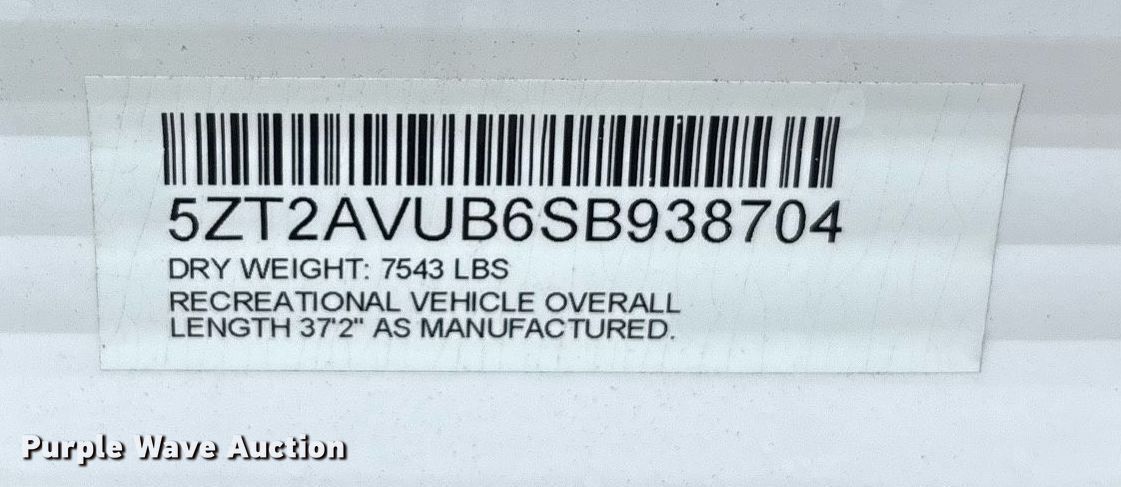 5ZT2AVUB6SB938704
DRY WEIGHT: 7543 LBS
RECREATIONAL VEHICLE OVERALL
LENGTH 37'2" AS MANUFACTURED.
Purple Wave Auction